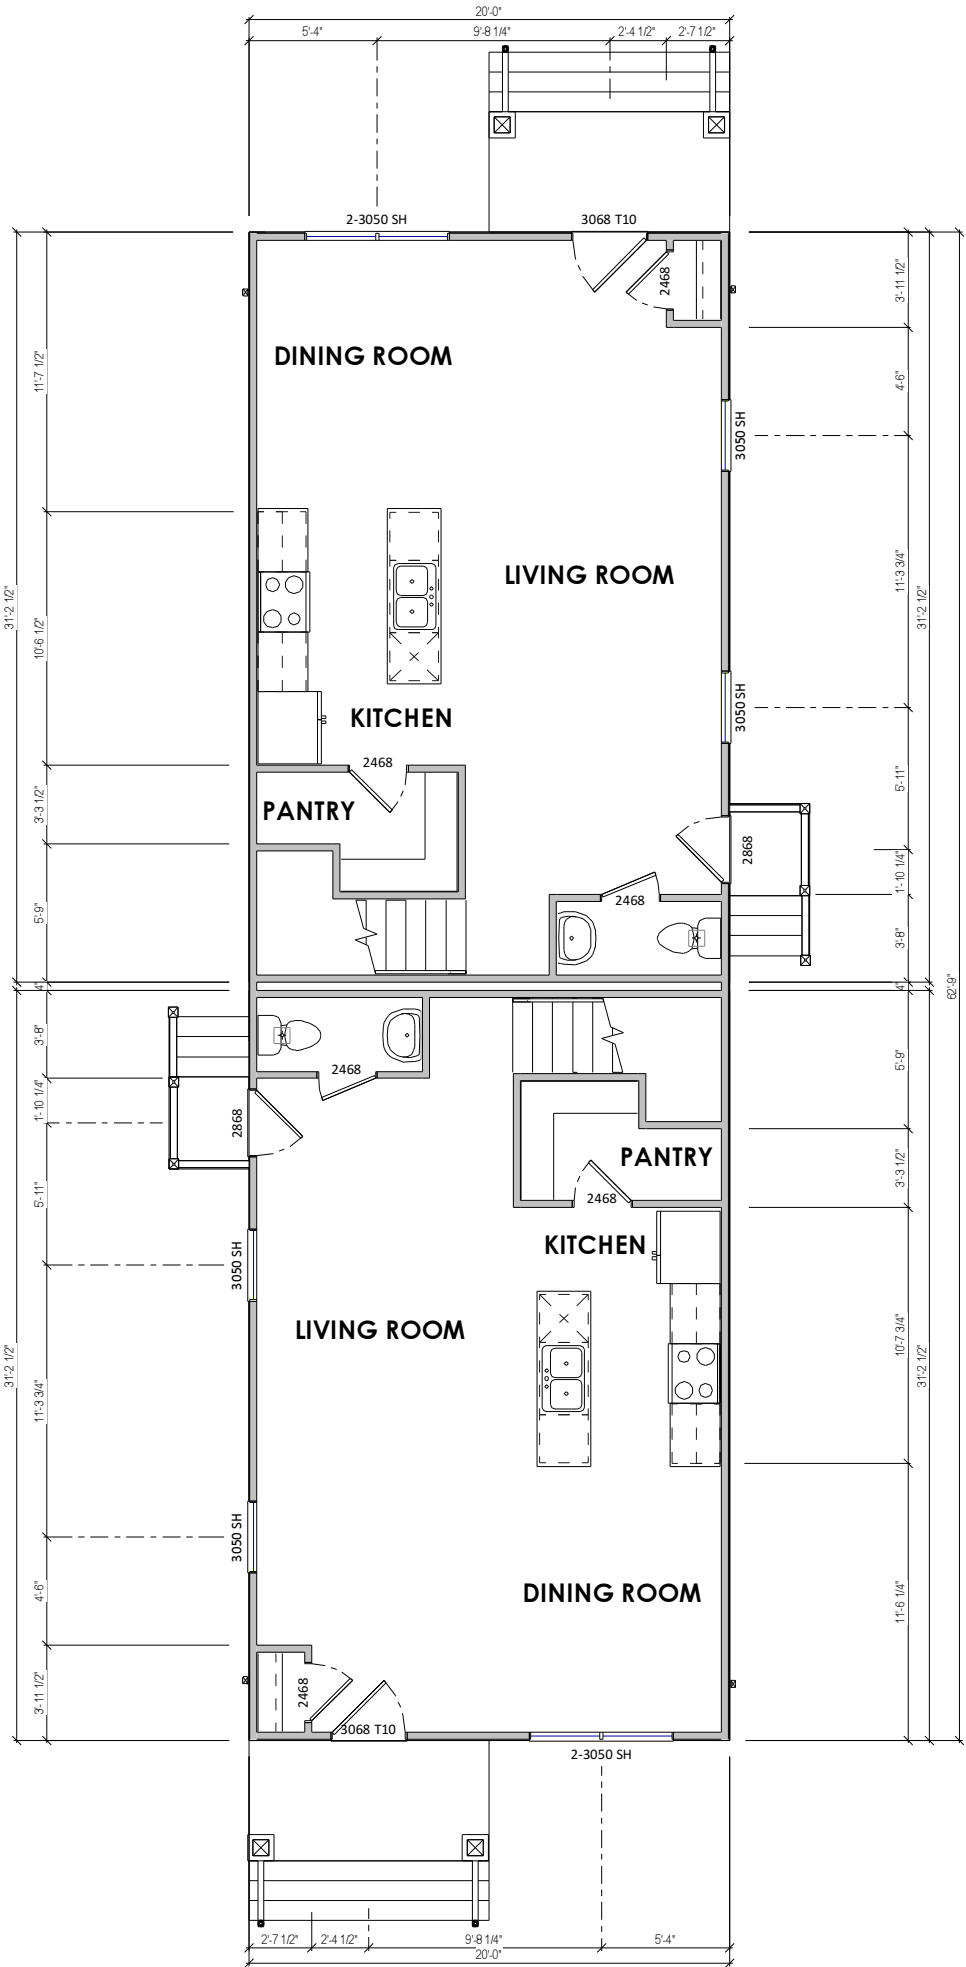 20'-0"
5'-4" 9'-8 1/4" 2'-4 1/2" 2'-7 1/2"
2-3050 SH 3068 T10
2468
3'-11 1/2"
DINING ROOM
11'-7 1/2"
4'-6"
3050 SH
LIVING ROOM
11'-3 3/4"
31'-2 1/2"
31'-2 1/2"
10'-6 1/2"
KITCHEN
3050 SH
2468
5'-11"
PANTRY
3'-3 1/2"
2868
1'-10 1/4"
2468
5'-9"
3'-8"
4"
4"
62'-9"
3'-8"
2468
5'-9"
1'-10 1/4"
2868
PANTRY
3'-3 1/2"
5'-11"
2468
KITCHEN
3050 SH
LIVING ROOM
10'-7 3/4"
31'-2 1/2"
31'-2 1/2"
11'-3 3/4"
3050 SH
DINING ROOM
4'-6"
11'-6 1/4"
3'-11 1/2"
2468
3068 T10
2-3050 SH
2'-7 1/2" 2'-4 1/2" 9'-8 1/4" 5'-4"
20'-0"